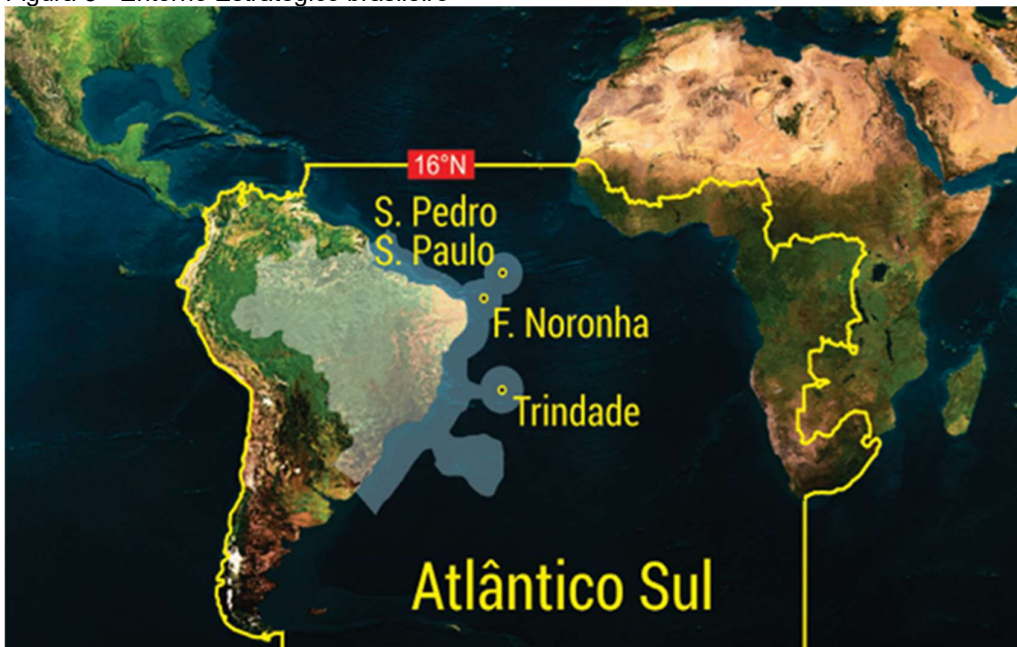 16°N
S. Pedro
S. Paulo
F. Noronha
Trindade
Atlântico Sul